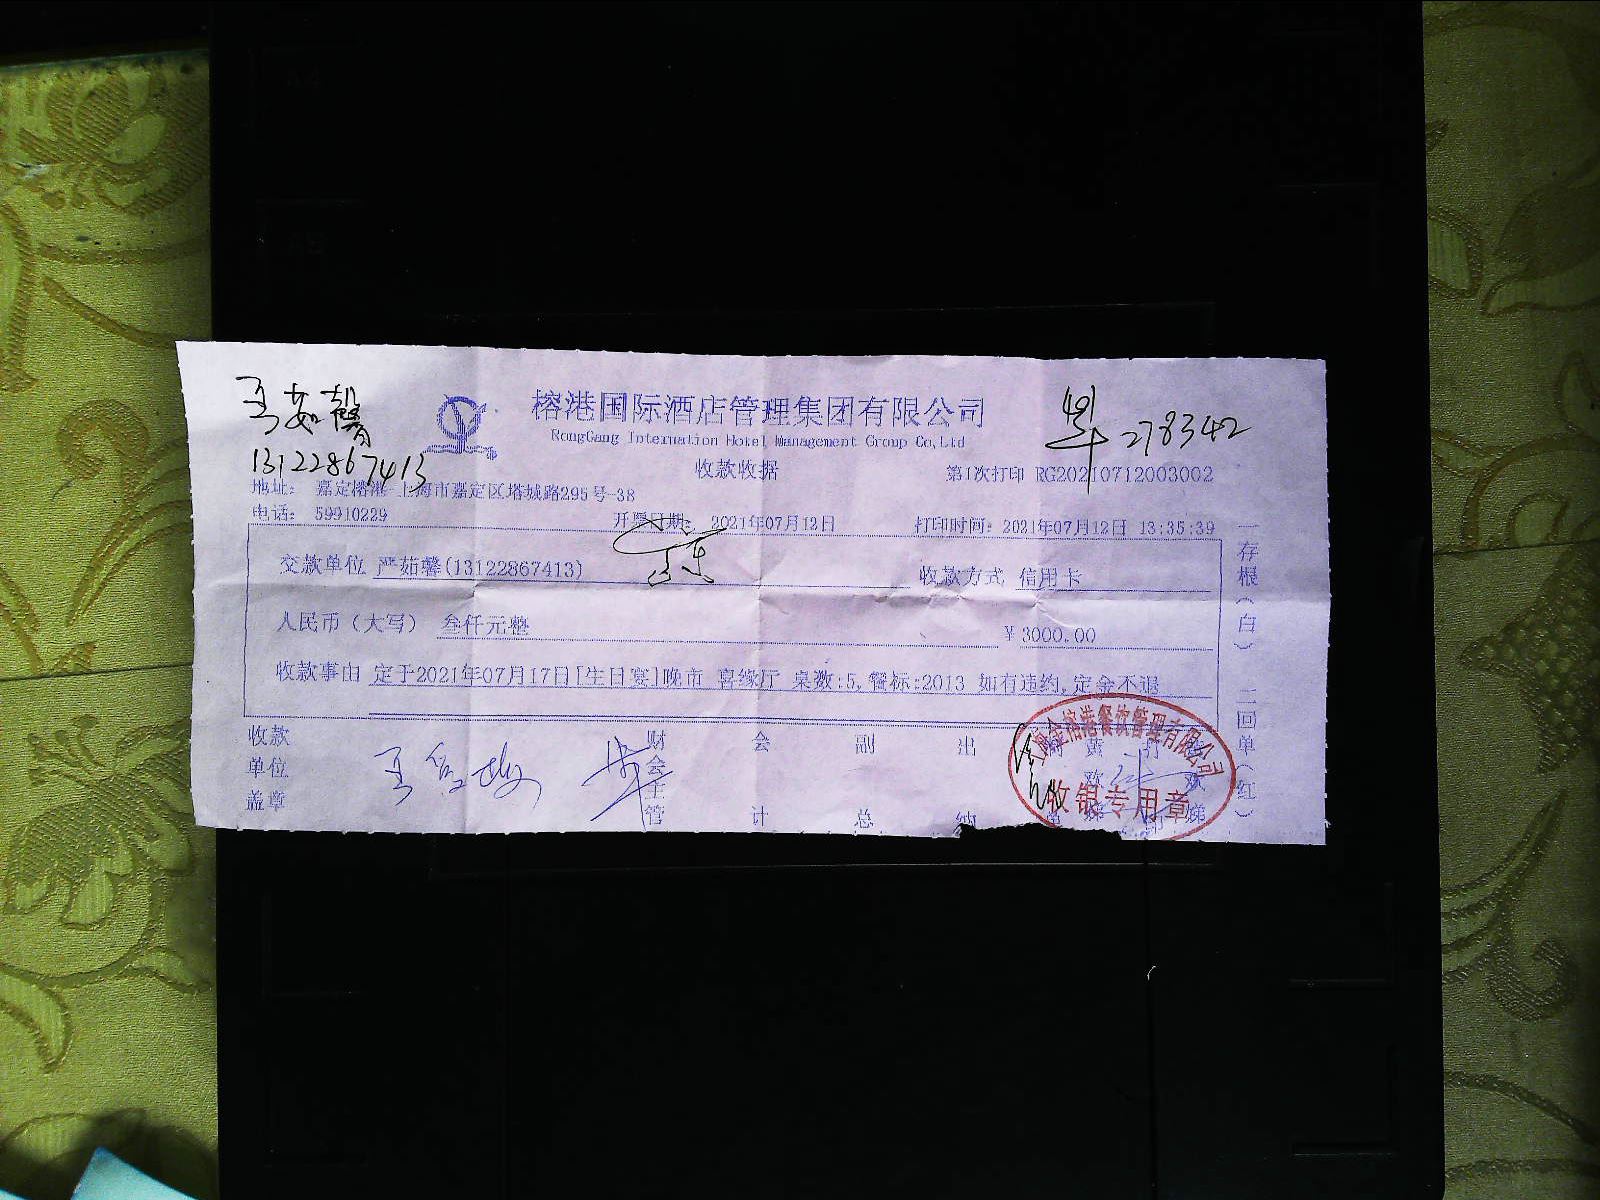 严茹馨
13122867413
榕港国际酒店管理集团有限公司
RongGang Internation Hotel Management Group Co,Ltd
收款收据
278342
第1次打印 RG20210712003002
地址: 嘉定榕港-上海市嘉定区塔城路295号-38
电话: 59910229
开票日期: 2021年07月12日
打印时间: 2021年07月12日 13:35:39
交款单位 严茹馨(13122867413)
收款方式 信用卡
人民币(大写) 叁仟元整
¥3000.00
收款事由 定于2021年07月17日[生日宴]晚市 喜缘厅 桌数:5,餐标:2013 如有违约,定金不退
收款单位盖章
财会主管
会计
副总
出纳
收银专用章
一存根(白) 二回单(红)